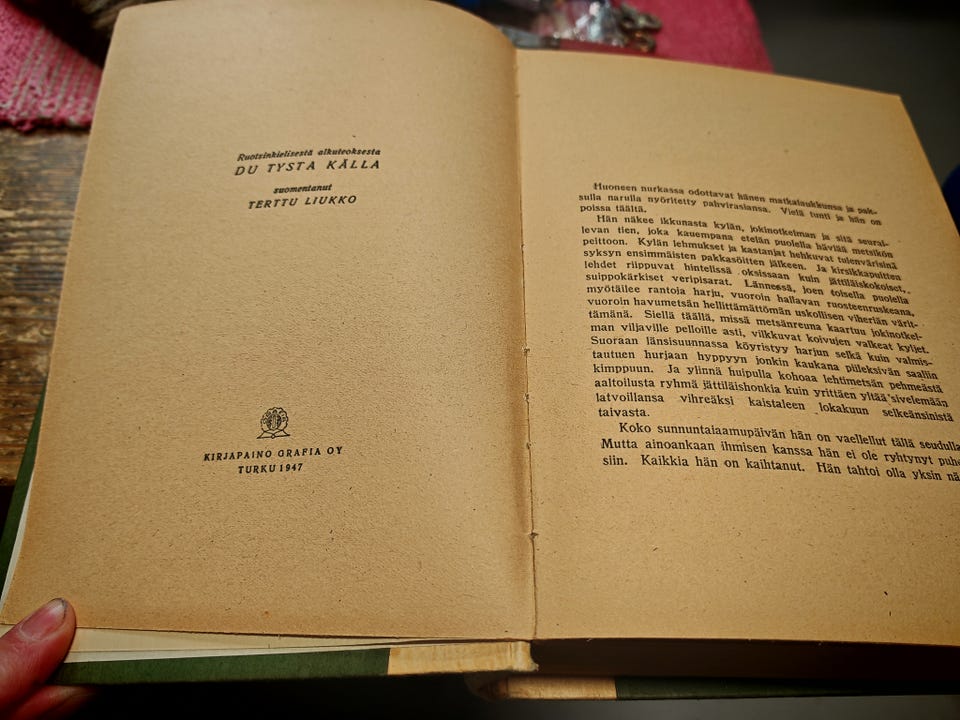 Ruotsinkielisestä alkuteoksesta
DU TYSTA KÄLLA
suomentanut
TERTTU LIUKKO
KIRJAPAINO GRAFIA OY
TURKU 1947
Huoneen nurkassa odottavat hänen matkalaukkunsa ja pak-
sulla narulla nyöritetty pahvirasiansa. Vielä tunti ja hän on
poissa täältä.
Hän näkee ikkunasta kylän, jokinotkelman ja sitä seurai-
levan tien, joka kauempana etelän puolella häviää metsikön
peittoon. Kylän lehmukset ja kastanjat hehkuvat tulenvärisinä
syksyn ensimmäisten pakkasöitten jälkeen. Ja kirsikkapuitten
lehdet riippuvat hintelissä oksissaan kuin jättiläiskokoiset,
suippokärkiset veripisarat. Lännessä, joen toisella puolella
myötäilee rantoja harju, vuoroin hallavan ruosteenruskeana,
vuoroin havumetsän hellittämättömän uskollisen viheriän värit-
tämänä. Siellä täällä, missä metsänreuna kaartuu jokinotkel-
man viljaville pelloille asti, vilkkuvat koivujen valkeat kyljet.
Suoraan länsisuunnassa köyristyy harjun selkä kuin valmis-
tautuen hurjaan hyppyyn jonkin kaukana piileksivän saaliin
kimppuun. Ja ylinnä huipulla kohoaa lehtimetsän pehmeästä
aaltoilusta ryhmä jättiläishonkia kuin yrittäen yltää sivelemään
latvoillansa vihreäksi kaistaleen lokakuun selkeänsinistä
taivasta.
Koko sunnuntaiaamupäivän hän on vaellellut tällä seudulla
Mutta ainoankaan ihmisen kanssa hän ei ole ryhtynyt puhe
siin. Kaikkia hän on kaihtanut. Hän tahtoi olla yksin nä